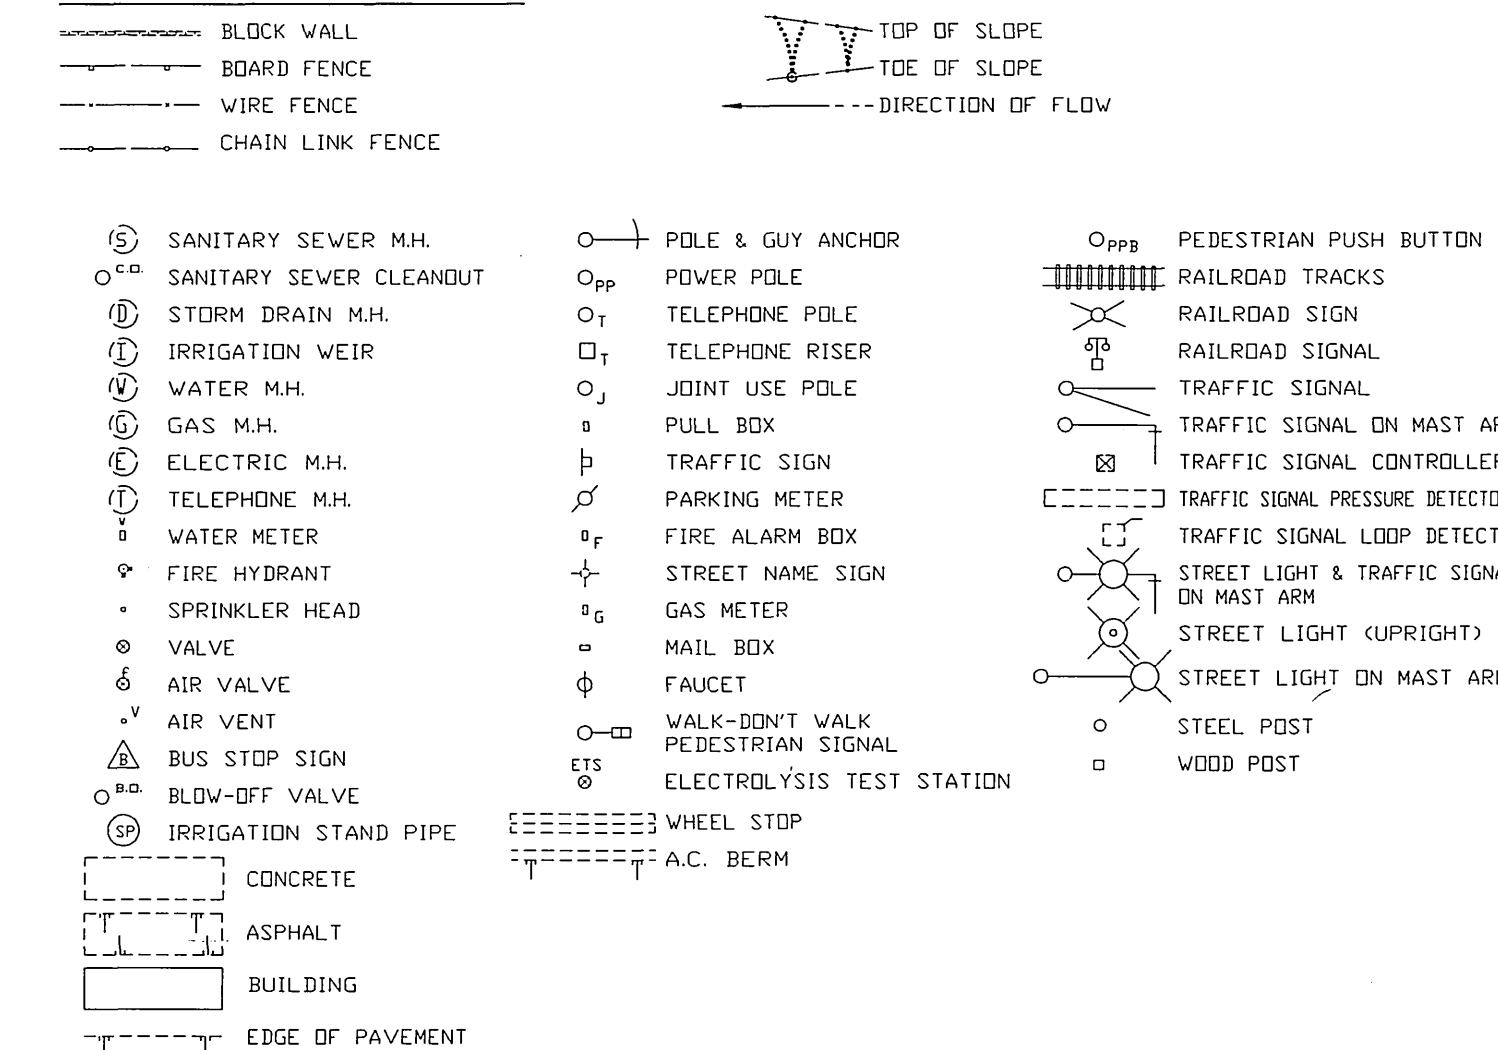 BLOCK WALL
BOARD FENCE
WIRE FENCE
CHAIN LINK FENCE
TOP OF SLOPE
TOE OF SLOPE
DIRECTION OF FLOW
S SANITARY SEWER M.H.
C.O. SANITARY SEWER CLEANOUT
D STORM DRAIN M.H.
I IRRIGATION WEIR
W WATER M.H.
G GAS M.H.
E ELECTRIC M.H.
T TELEPHONE M.H.
V WATER METER
FIRE HYDRANT
SPRINKLER HEAD
VALVE
AIR VALVE
V AIR VENT
B BUS STOP SIGN
B.O. BLOW-OFF VALVE
SP IRRIGATION STAND PIPE
CONCRETE
ASPHALT
BUILDING
EDGE OF PAVEMENT
POLE & GUY ANCHOR
PP POWER POLE
T TELEPHONE POLE
T TELEPHONE RISER
J JOINT USE POLE
PULL BOX
TRAFFIC SIGN
PARKING METER
F FIRE ALARM BOX
STREET NAME SIGN
G GAS METER
MAIL BOX
FAUCET
WALK-DON'T WALK
PEDESTRIAN SIGNAL
ETS
ELECTROLYSIS TEST STATION
WHEEL STOP
A.C. BERM
PPB PEDESTRIAN PUSH BUTTON
RAILROAD TRACKS
RAILROAD SIGN
RAILROAD SIGNAL
TRAFFIC SIGNAL
TRAFFIC SIGNAL ON MAST
TRAFFIC SIGNAL CONTROLLER
TRAFFIC SIGNAL PRESSURE
TRAFFIC SIGNAL LOOP
STREET LIGHT & TRAFFIC
ON MAST ARM
STREET LIGHT (UPRIGHT)
STREET LIGHT ON MAST
STEEL POST
WOOD POST